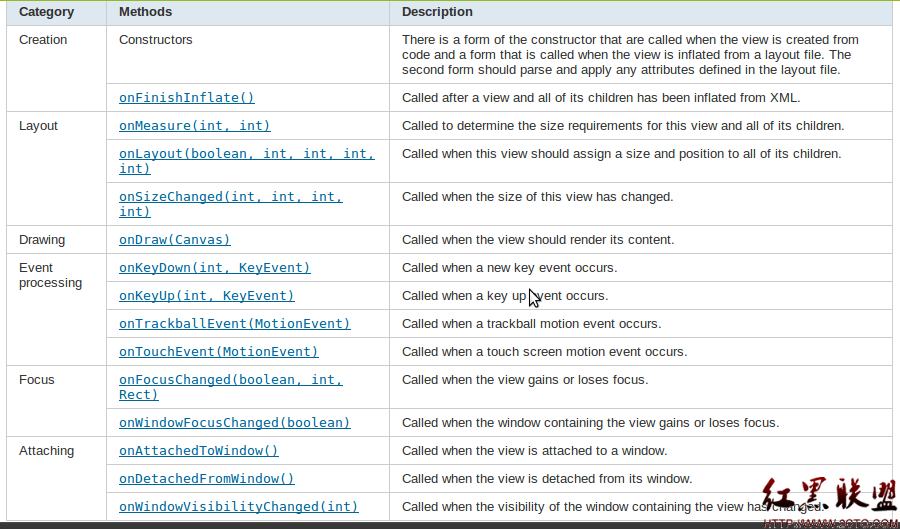 Category Methods Description
Creation Constructors There is a form of the constructor that are called when the view is created from
code and a form that is called when the view is inflated from a layout file. The
second form should parse and apply any attributes defined in the layout file.
onFinishInflate() Called after a view and all of its children has been inflated from XML.
Layout onMeasure(int, int) Called to determine the size requirements for this view and all of its children.
onLayout(boolean, int, int, int, Called when this view should assign a size and position to all of its children.
int)
onSizeChanged(int, int, int, Called when the size of this view has changed.
int)
Drawing onDraw(Canvas) Called when the view should render its content.
Event onKeyDown(int, KeyEvent) Called when a new key event occurs.
processing
onKeyUp(int, KeyEvent) Called when a key up event occurs.
onTrackballEvent(MotionEvent) Called when a trackball motion event occurs.
onTouchEvent(MotionEvent) Called when a touch screen motion event occurs.
Focus onFocusChanged(boolean, int, Called when the view gains or loses focus.
Rect)
onWindowFocusChanged(boolean) Called when the window containing the view gains or loses focus.
Attaching onAttachedToWindow() Called when the view is attached to a window.
onDetachedFromWindow() Called when the view is detached from its window.
onWindowVisibilityChanged(int) Called when the visibility of the window containing the view has changed.
红黑联盟
HTTP://WWW.2CTO.COM